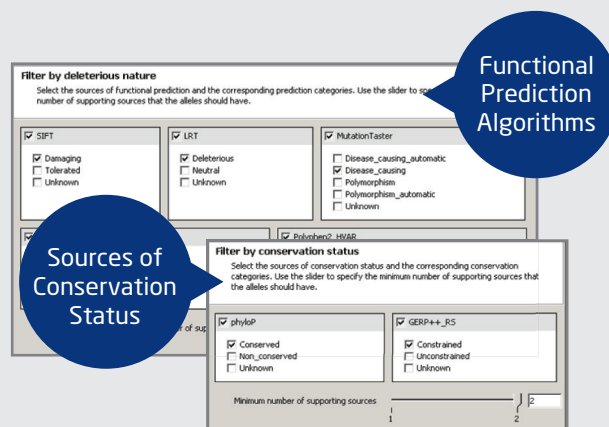 Functional
Prediction
Algorithms
Filter by deleterious nature
Select the sources of functional prediction and the corresponding prediction categories. Use the slider to
number of supporting sources that the alleles should have.
SIFT
Damaging
Tolerated
Unknown
LRT
Deleterious
Neutral
Unknown
MutationTaster
Disease_causing_automatic
Disease_causing
Polymorphism
Polymorphism_automatic
Unknown
Polyphen2_HVAR
Sources of
Conservation
Status
Filter by conservation status
Select the sources of conservation status and the corresponding conservation
categories. Use the slider to specify the minimum number of supporting sources that
the alleles should have.
phyloP
Conserved
Non_conserved
Unknown
GERP++_RS
Constrained
Unconstrained
Unknown
Minimum number of supporting sources
2
1 2